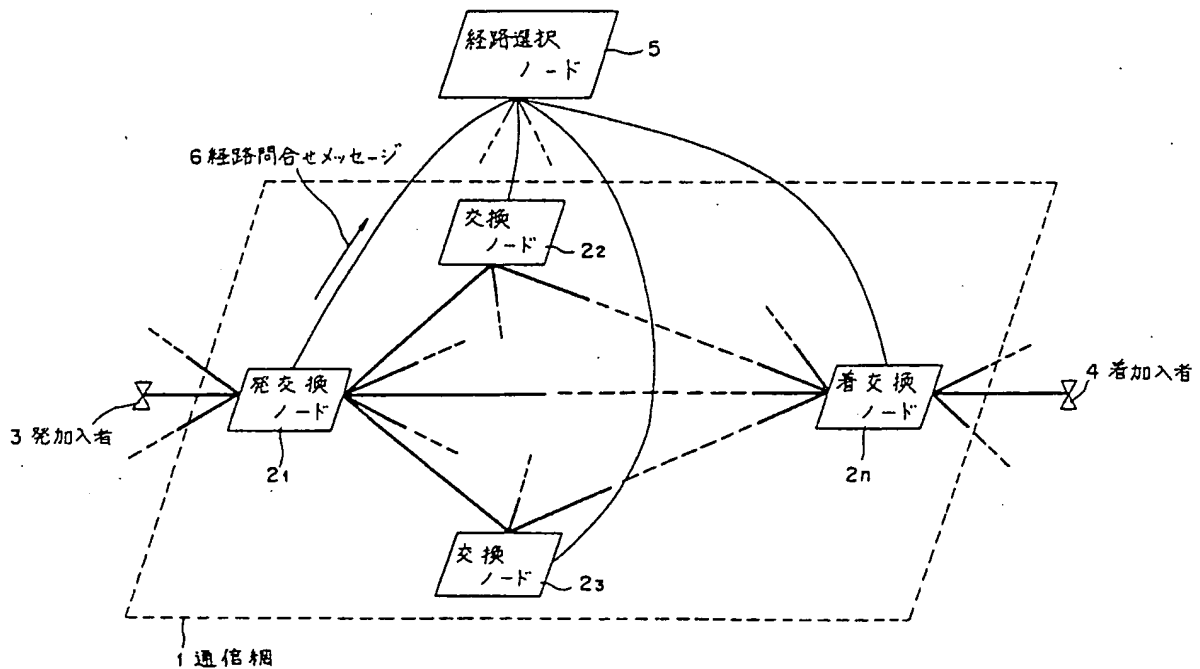 経路選択
ノード
5
6 経路問合せメッセージ
交換
ノード
22
発交換
ノード
21
3 発加入者
着交換
ノード
2n
4 着加入者
交換
ノード
23
1 通信網